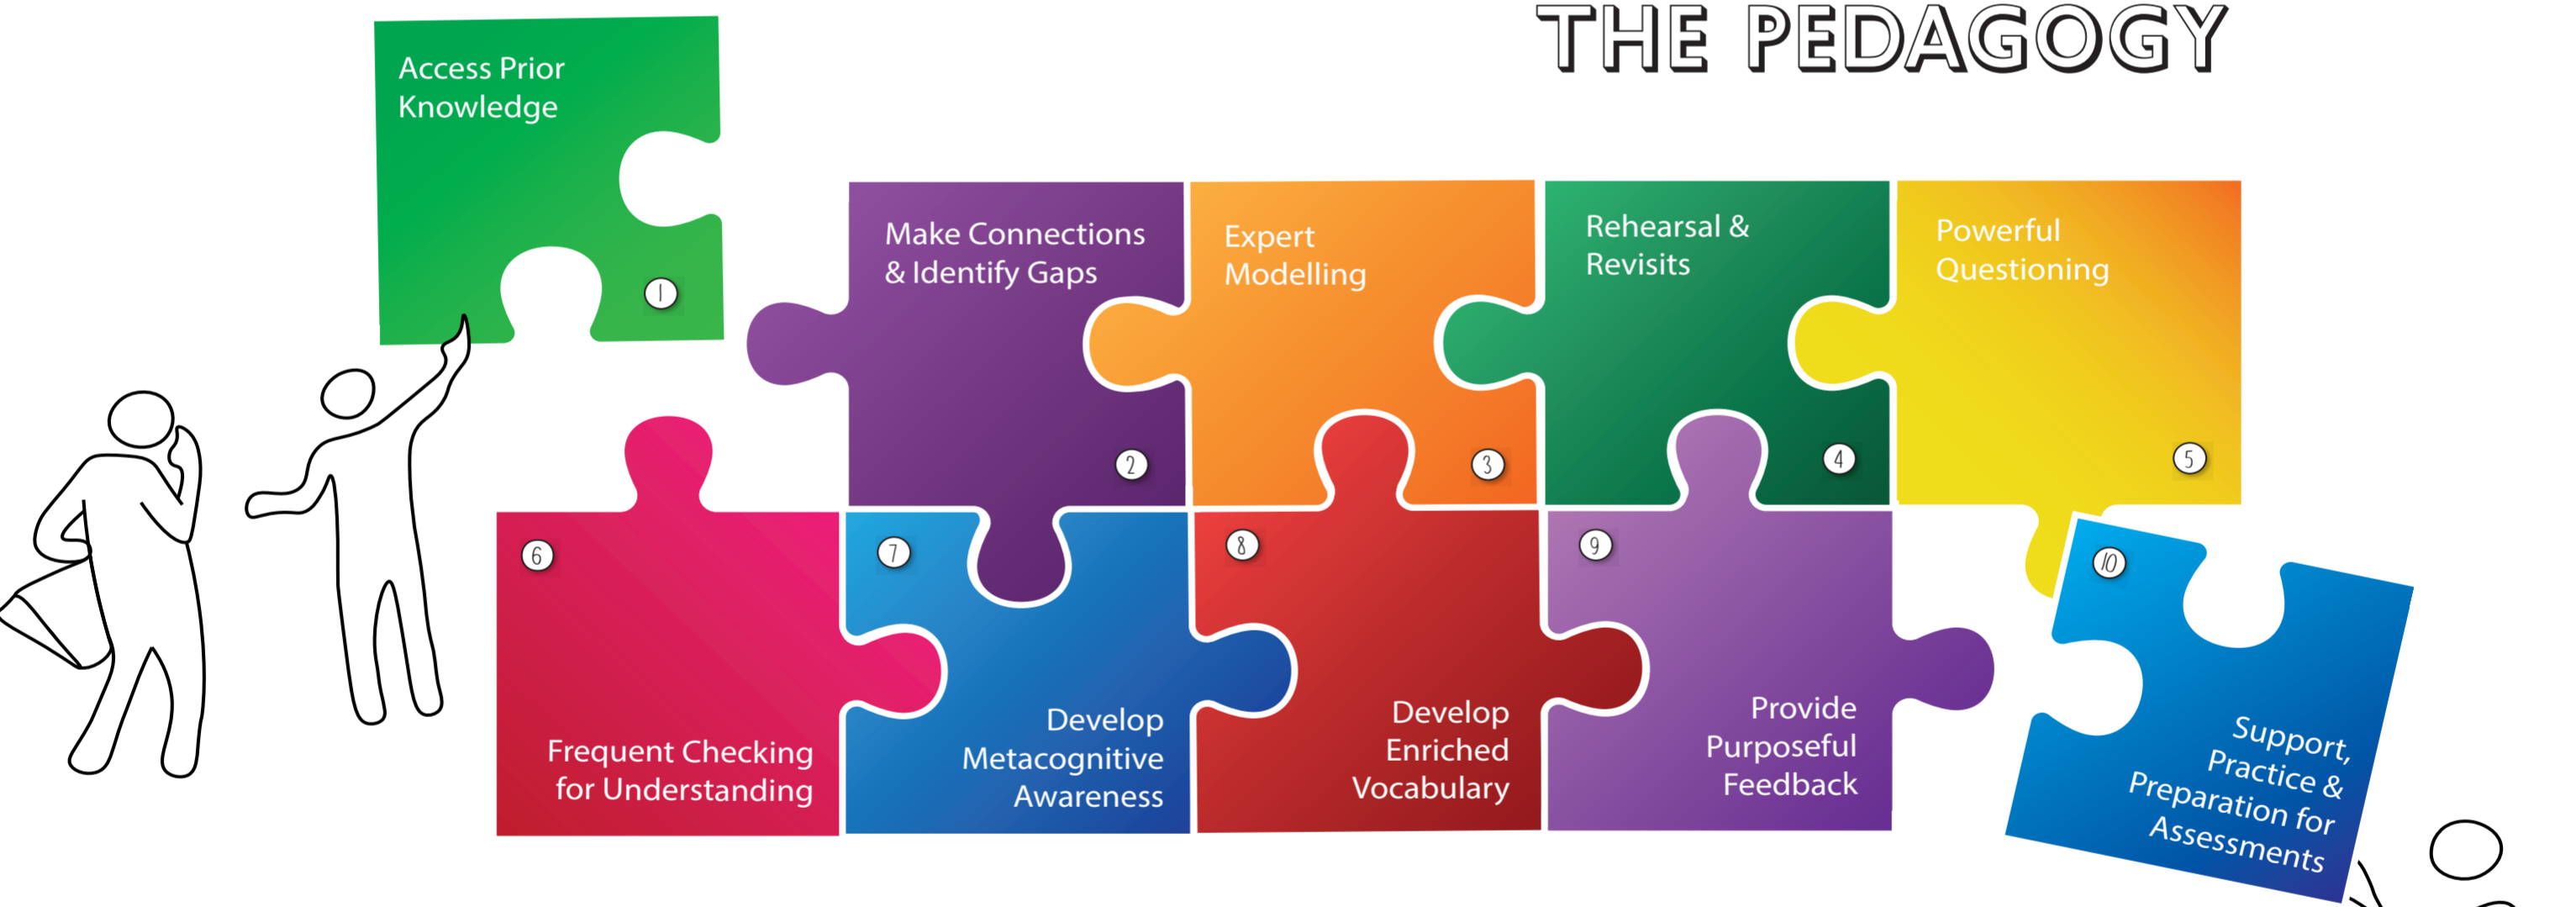 THE PEDAGOGY
Access Prior
Knowledge
1
Make Connections
& Identify Gaps
2
Expert
Modelling
3
Rehearsal &
Revisits
4
Powerful
Questioning
5
6
Frequent Checking
for Understanding
7
Develop
Metacognitive
Awareness
8
Develop
Enriched
Vocabulary
9
Provide
Purposeful
Feedback
10
Support,
Practice &
Preparation for
Assessments